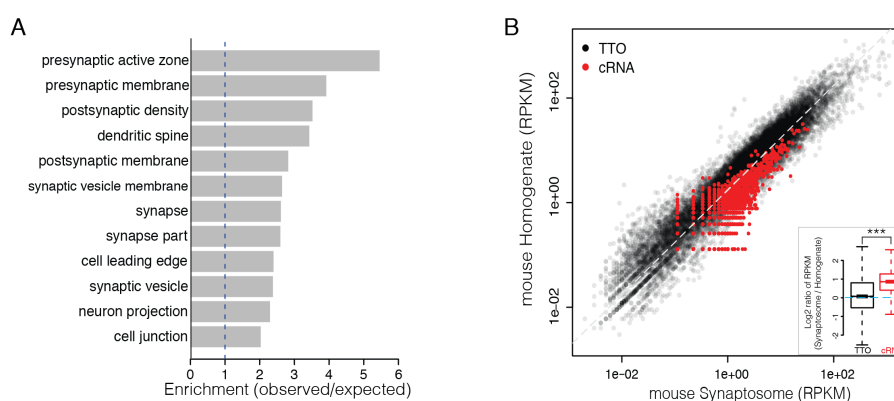 A
presynaptic active zone
presynaptic membrane
postsynaptic density
dendritic spine
postsynaptic membrane
synaptic vesicle membrane
synapse
synapse part
cell leading edge
synaptic vesicle
neuron projection
cell junction
0 1 2 3 4 5 6
Enrichment (observed/expected)
B
TTO
cRNA
mouse Homogenate (RPKM)
1e+02
1e+00
1e-02
1e-02 1e+00 1e+02
mouse Synaptosome (RPKM)
Log2 ratio of RPKM
(Synaptosome / Homogenate)
2
1
0
-1
-2
***
TTO cRN